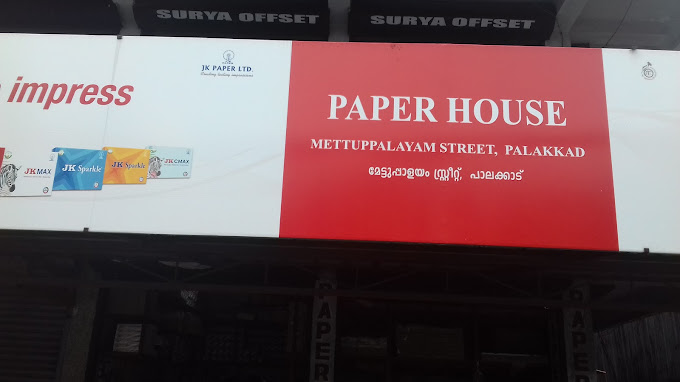 SURYA OFFSET
SURYA OFFSET
impress
JK PAPER LTD.
PAPER HOUSE
METTUPPALAYAM STREET, PALAKKAD
മേട്ടുപ്പാളയം സ്ട്രീറ്റ്, പാലക്കാട്
JK MAX
JK Sparkle
JK Sparkle
JK CMAX
PAPER
PAPER